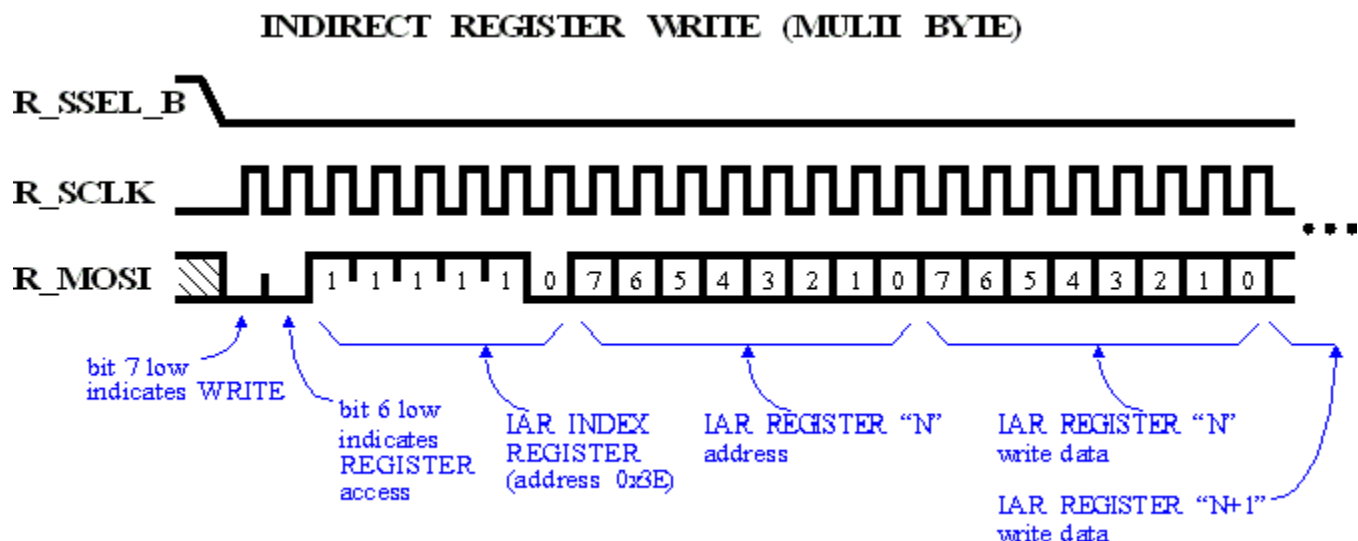 INDIRECT REGISTER WRITE (MULTI BYTE)
R_SSEL_B
R_SCLK
R_MOSI
1 1 1 1 1 0 7 6 5 4 3 2 1 0 7 6 5 4 3 2 1 0
bit 7 low
indicates WRITE
bit 6 low
indicates
REGISTER
access
IAR INDEX
REGISTER
(address 0x3E)
IAR REGISTER “N”
address
IAR REGISTER “N”
write data
IAR REGISTER “N+1”
write data